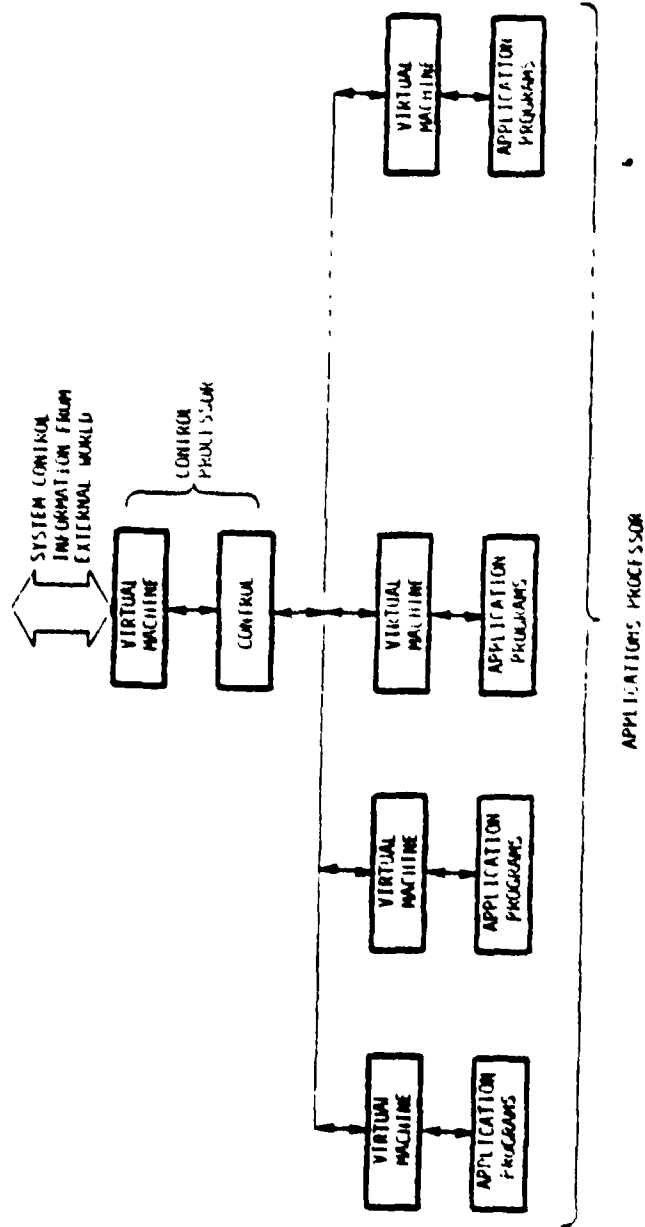 SYSTEM CONTROL
INFORMATION FROM
EXTERNAL WORLD
VIRTUAL
MACHINE
CONTROL
CONTROL
PROCESSOR
VIRTUAL
MACHINE
APPLICATION
PROGRAMS
VIRTUAL
MACHINE
APPLICATION
PROGRAMS
VIRTUAL
MACHINE
APPLICATION
PROGRAMS
VIRTUAL
MACHINE
APPLICATION
PROGRAMS
APPLICATIONS PROCESSOR